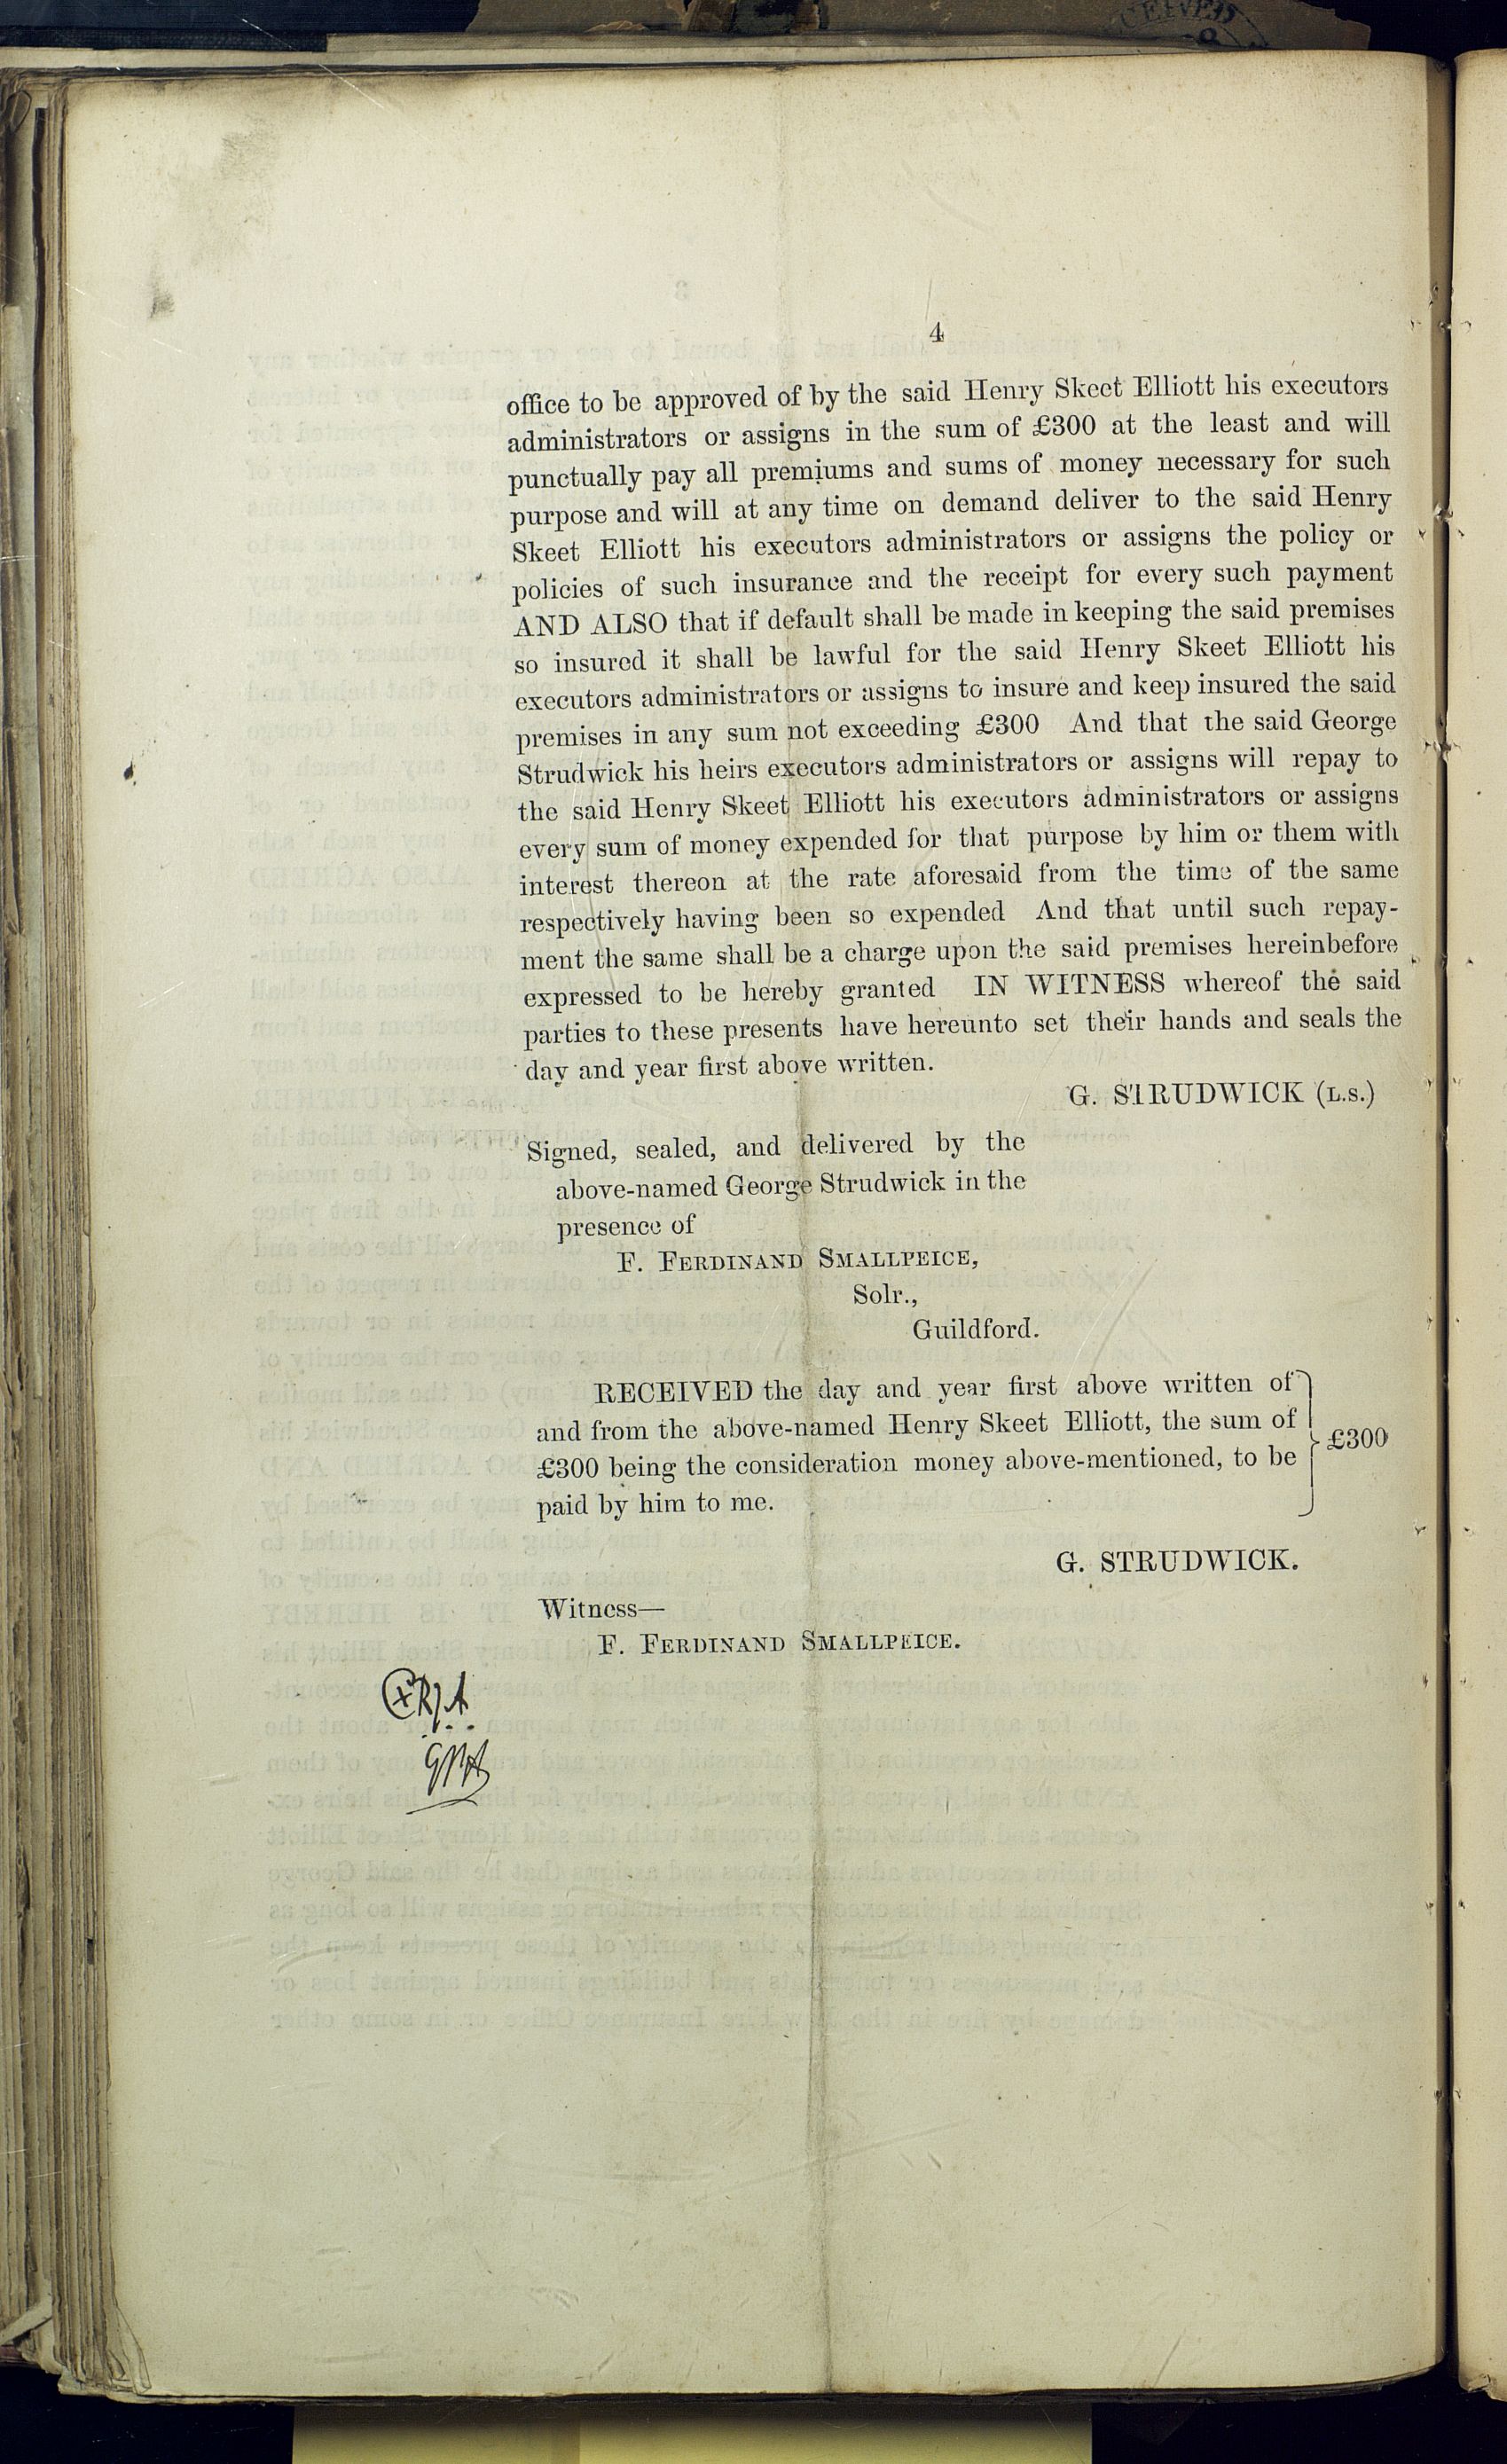 4
office to be approved of by the said Henry Skeet Elliott his executors
administrators or assigns in the sum of £300 at the least and will
punctually pay all premiums and sums of money necessary for such
purpose and will at any time on demand deliver to the said Henry
Skeet Elliott his executors administrators or assigns the policy or
policies of such insurance and the receipt for every such payment
AND ALSO that if default shall be made in keeping the said premises
so insured it shall be lawful for the said Henry Skeet Elliott his
executors administrators or assigns to insure and keep insured the said
premises in any sum not exceeding £300 And that the said George
Strudwick his heirs executors administrators or assigns will repay to
the said Henry Skeet Elliott his executors administrators or assigns
every sum of money expended for that purpose by him or them with
interest thereon at the rate aforesaid from the time of the same
respectively having been so expended And that until such repay-
ment the same shall be a charge upon the said premises hereinbefore
expressed to be hereby granted IN WITNESS whereof the said
parties to these presents have hereunto set their hands and seals the
day and year first above written.
G. STRUDWICK (L.S.)
Signed, sealed, and delivered by the
above-named George Strudwick in the
presence of
F. FERDINAND SMALLPEICE,
Solr.,
Guildford.
RECEIVED the day and year first above written of
and from the above-named Henry Skeet Elliott, the sum of
£300 being the consideration money above-mentioned, to be
paid by him to me.
£300
G. STRUDWICK.
Witness—
F. FERDINAND SMALLPEICE.